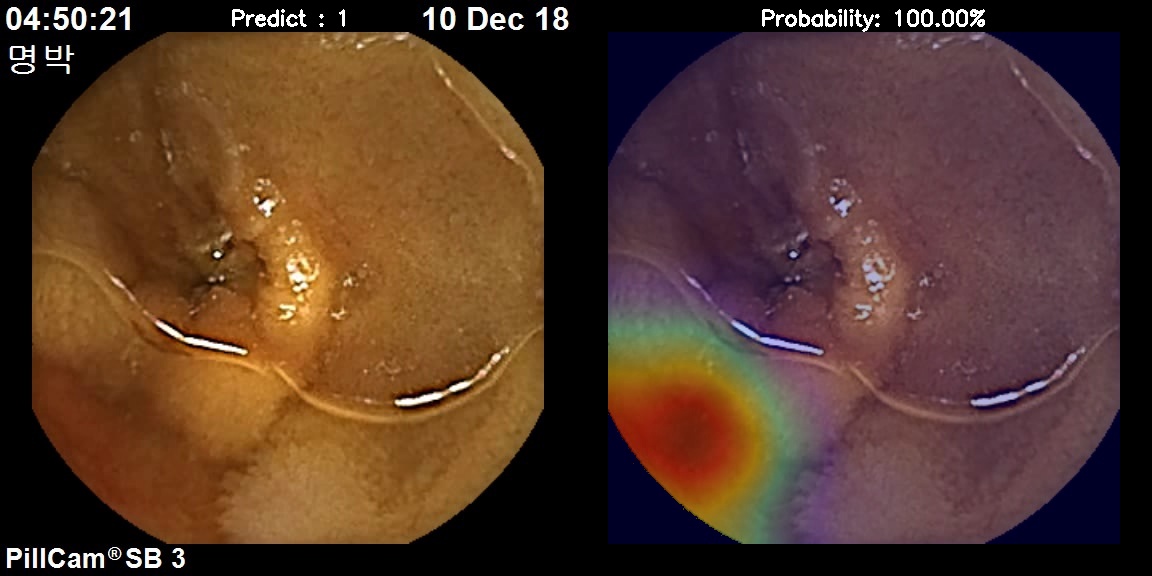 04:50:21
Predict : 1
10 Dec 18
Probability: 100.00%
명박
PillCam® SB 3